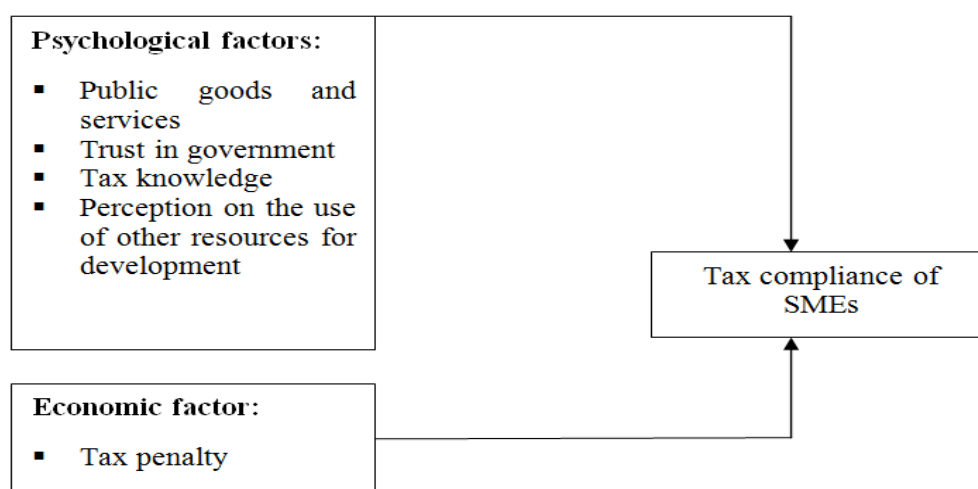 Psychological factors:
▪ Public goods and
services
▪ Trust in government
▪ Tax knowledge
▪ Perception on the use
of other resources for
development
Tax compliance of
SMEs
Economic factor:
▪ Tax penalty